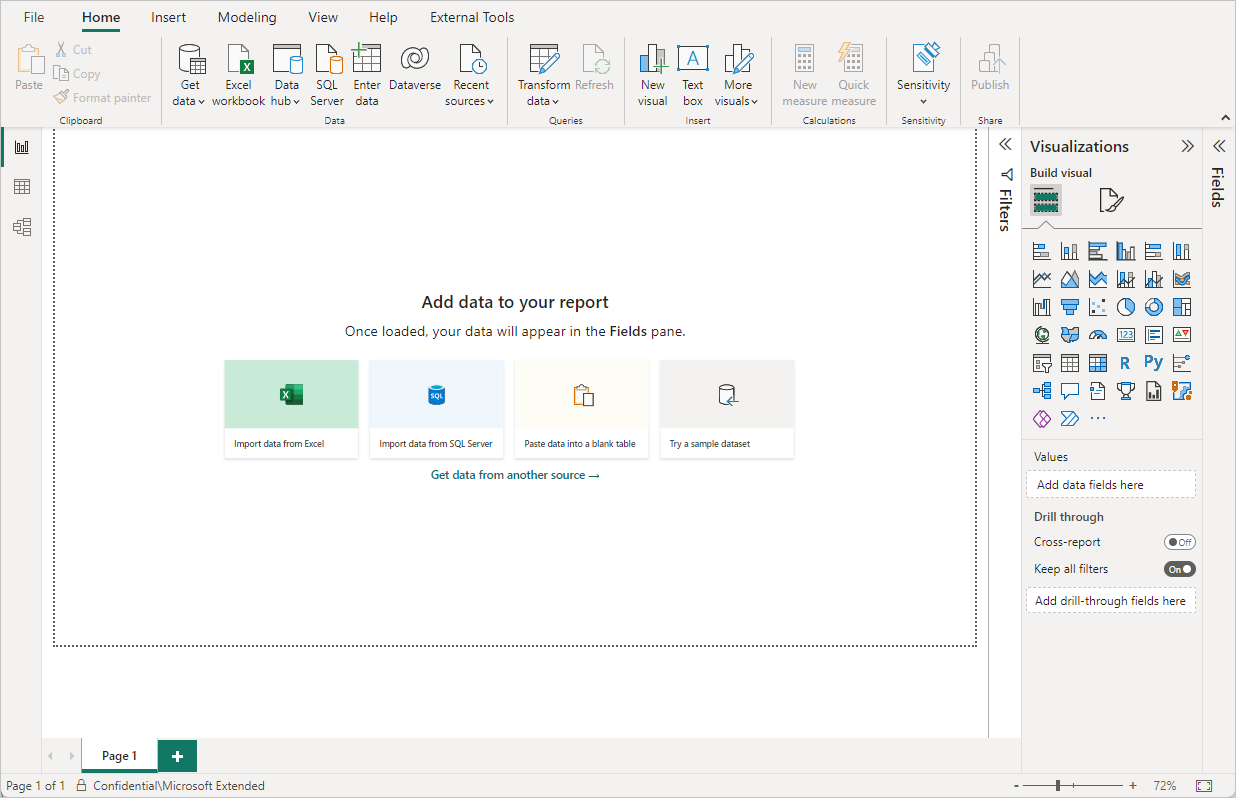 File Home Insert Modeling View Help External Tools
Paste
Cut
Copy
Format painter
Clipboard
Get
data
Excel
workbook
Data
hub
SQL
Server
Enter
data
Dataverse
Recent
sources
Data
Transform
data
Refresh
Queries
New
visual
Text
box
More
visuals
Insert
New
measure
Quick
measure
Calculations
Sensitivity
Sensitivity
Publish
Share
Add data to your report
Once loaded, your data will appear in the Fields pane.
Import data from Excel
SQL
Import data from SQL Server
Paste data into a blank table
Try a sample dataset
Get data from another source →
Filters
Visualizations
Build visual
123
R
Py
Values
Add data fields here
Drill through
Cross-report
Off
Keep all filters
On
Add drill-through fields here
Fields
Page 1
Page 1 of 1
Confidential\Microsoft Extended
- + 72%